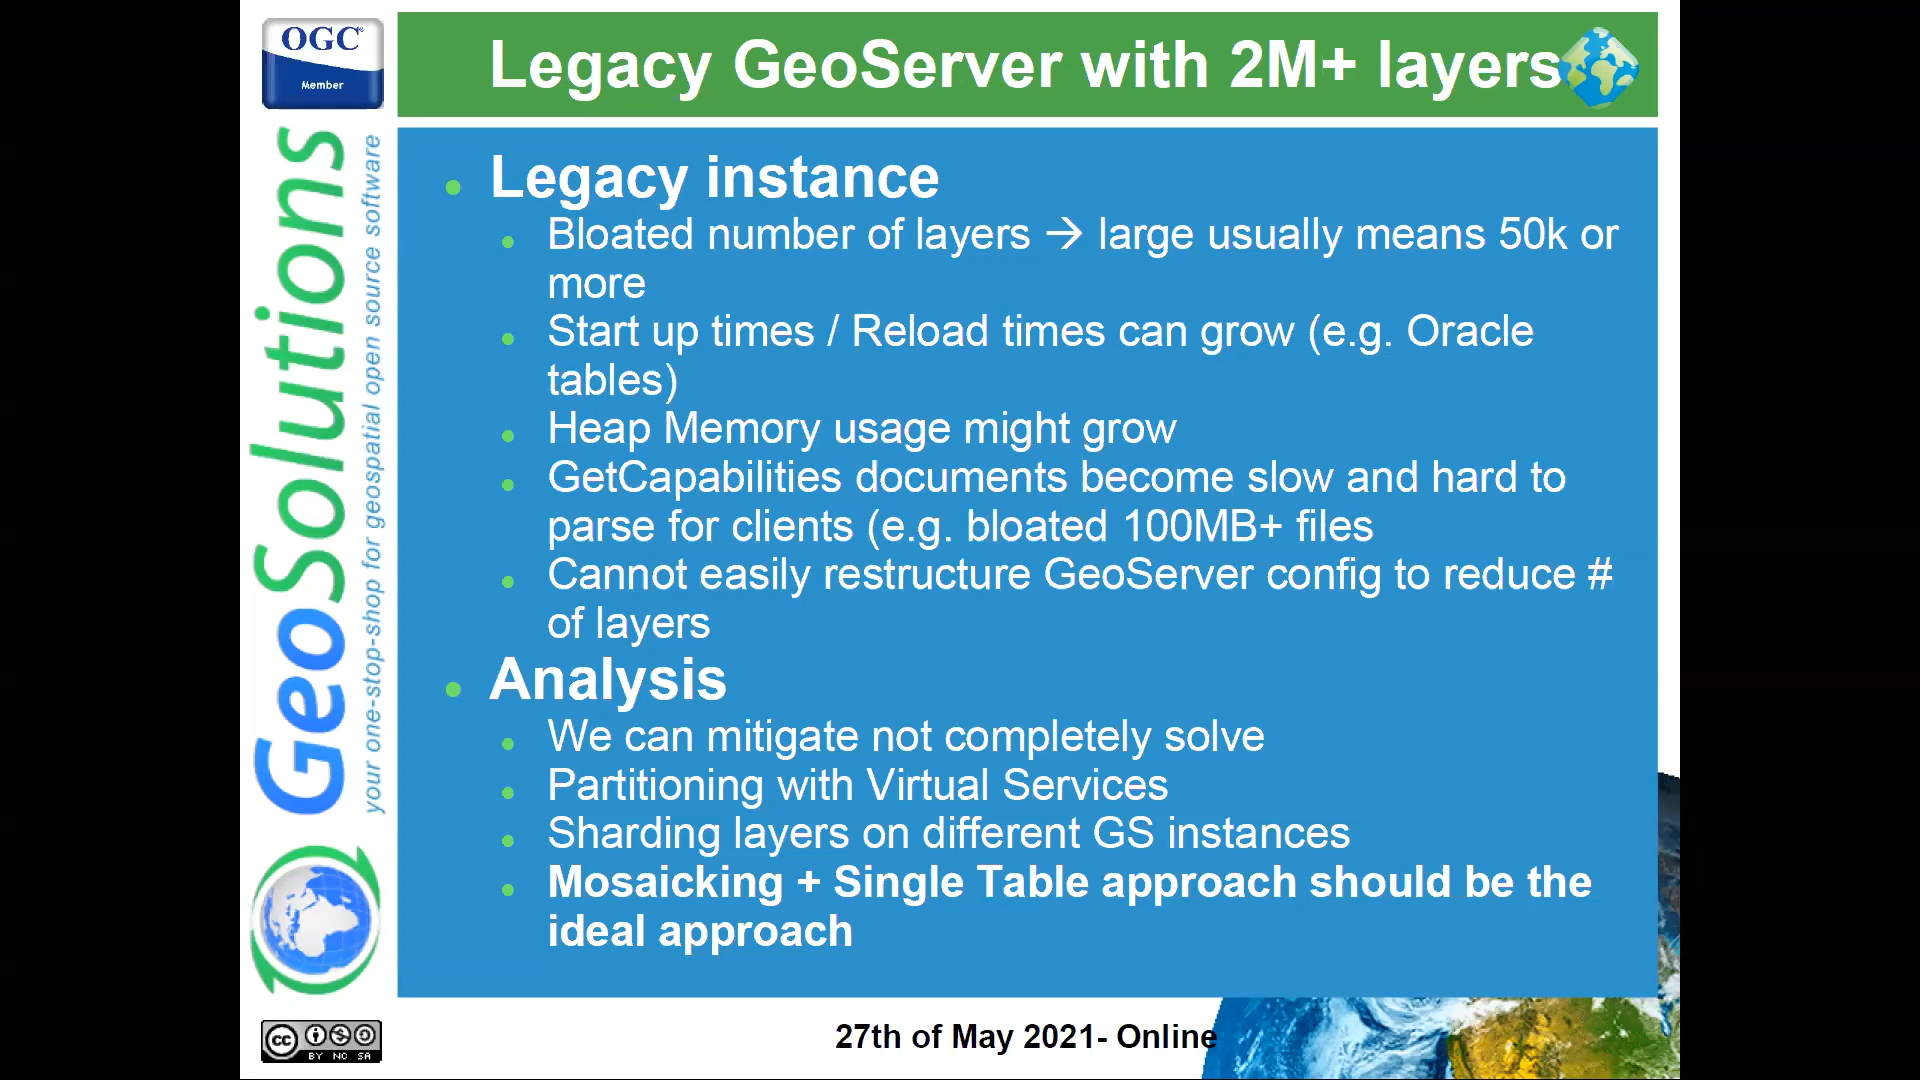 OGC®
Member
Legacy GeoServer with 2M+ layers
GeoSolutions
your one-stop-shop for geospatial open source software
Legacy instance
Bloated number of layers → large usually means 50k or
more
Start up times / Reload times can grow (e.g. Oracle
tables)
Heap Memory usage might grow
GetCapabilities documents become slow and hard to
parse for clients (e.g. bloated 100MB+ files
Cannot easily restructure GeoServer config to reduce #
of layers
Analysis
We can mitigate not completely solve
Partitioning with Virtual Services
Sharding layers on different GS instances
Mosaicking + Single Table approach should be the
ideal approach
cc
BY NC SA
27th of May 2021- Online